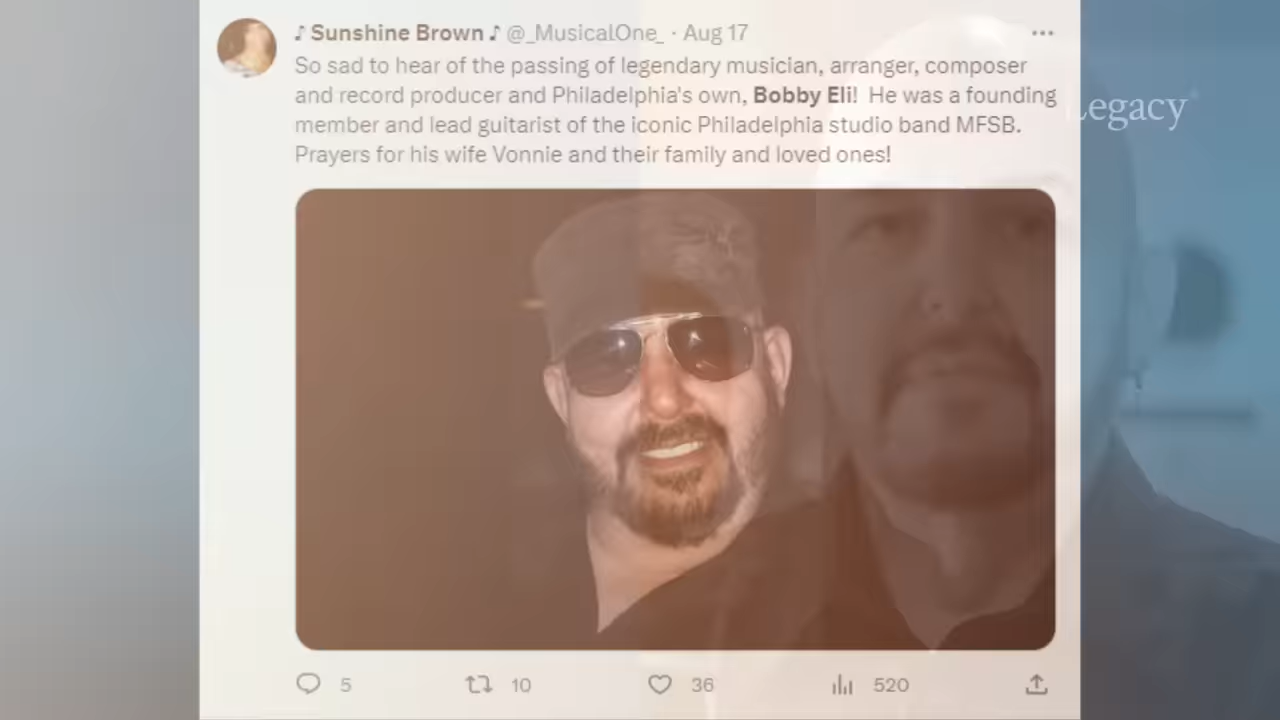 ♪ Sunshine Brown ♪ @_MusicalOne_ · Aug 17
So sad to hear of the passing of legendary musician, arranger, composer
and record producer and Philadelphia's own, Bobby Eli! He was a founding
member and lead guitarist of the iconic Philadelphia studio band MFSB.
Prayers for his wife Vonnie and their family and loved ones!
Legacy
5 10 36 520